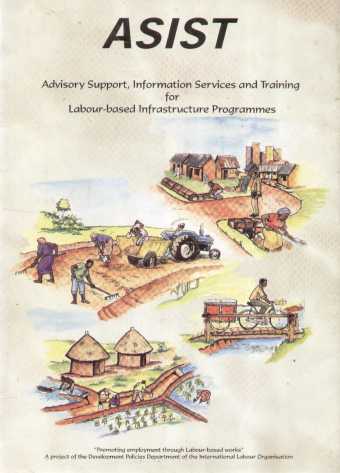 ASIST
Advisory Support, Information Services and Training
for
Labour-based Infrastructure Programmes
"Promoting employment through Labour-based works"
A project of the Development Policies Department of the International Labour Organisation